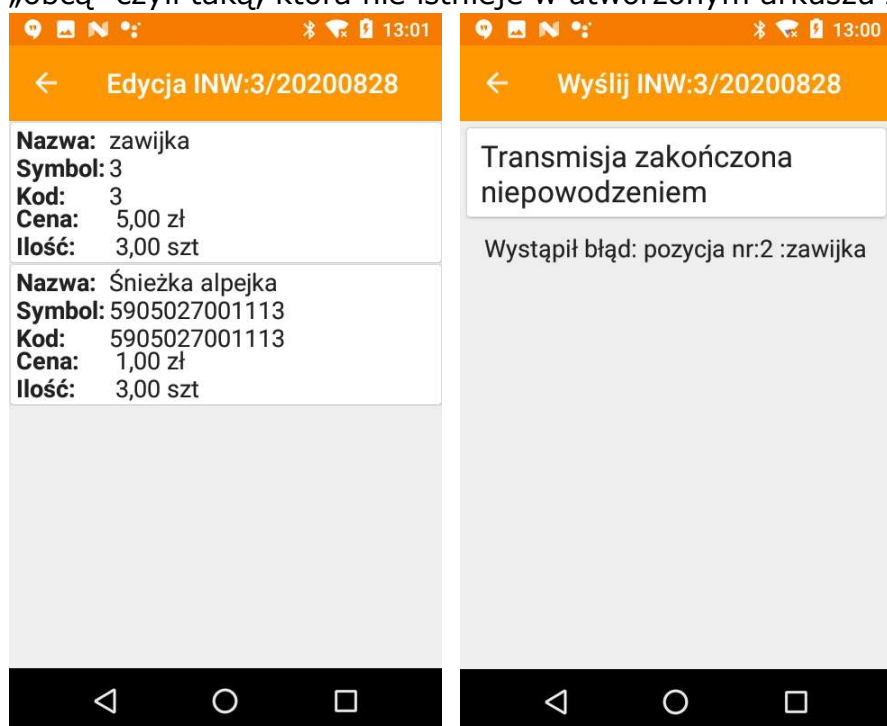 „obcą" czyli taką, która nie istnieje w utworzonym arkuszu
13:01
Edycja INW:3/20200828
Nazwa: zawijka
Symbol: 3
Kod: 3
Cena: 5,00 zł
Ilość: 3,00 szt
Nazwa: Śnieżka alpejka
Symbol: 5905027001113
Kod: 5905027001113
Cena: 1,00 zł
Ilość: 3,00 szt
13:00
Wyślij INW:3/20200828
Transmisja zakończona
niepowodzeniem
Wystąpił błąd: pozycja nr:2 :zawijka